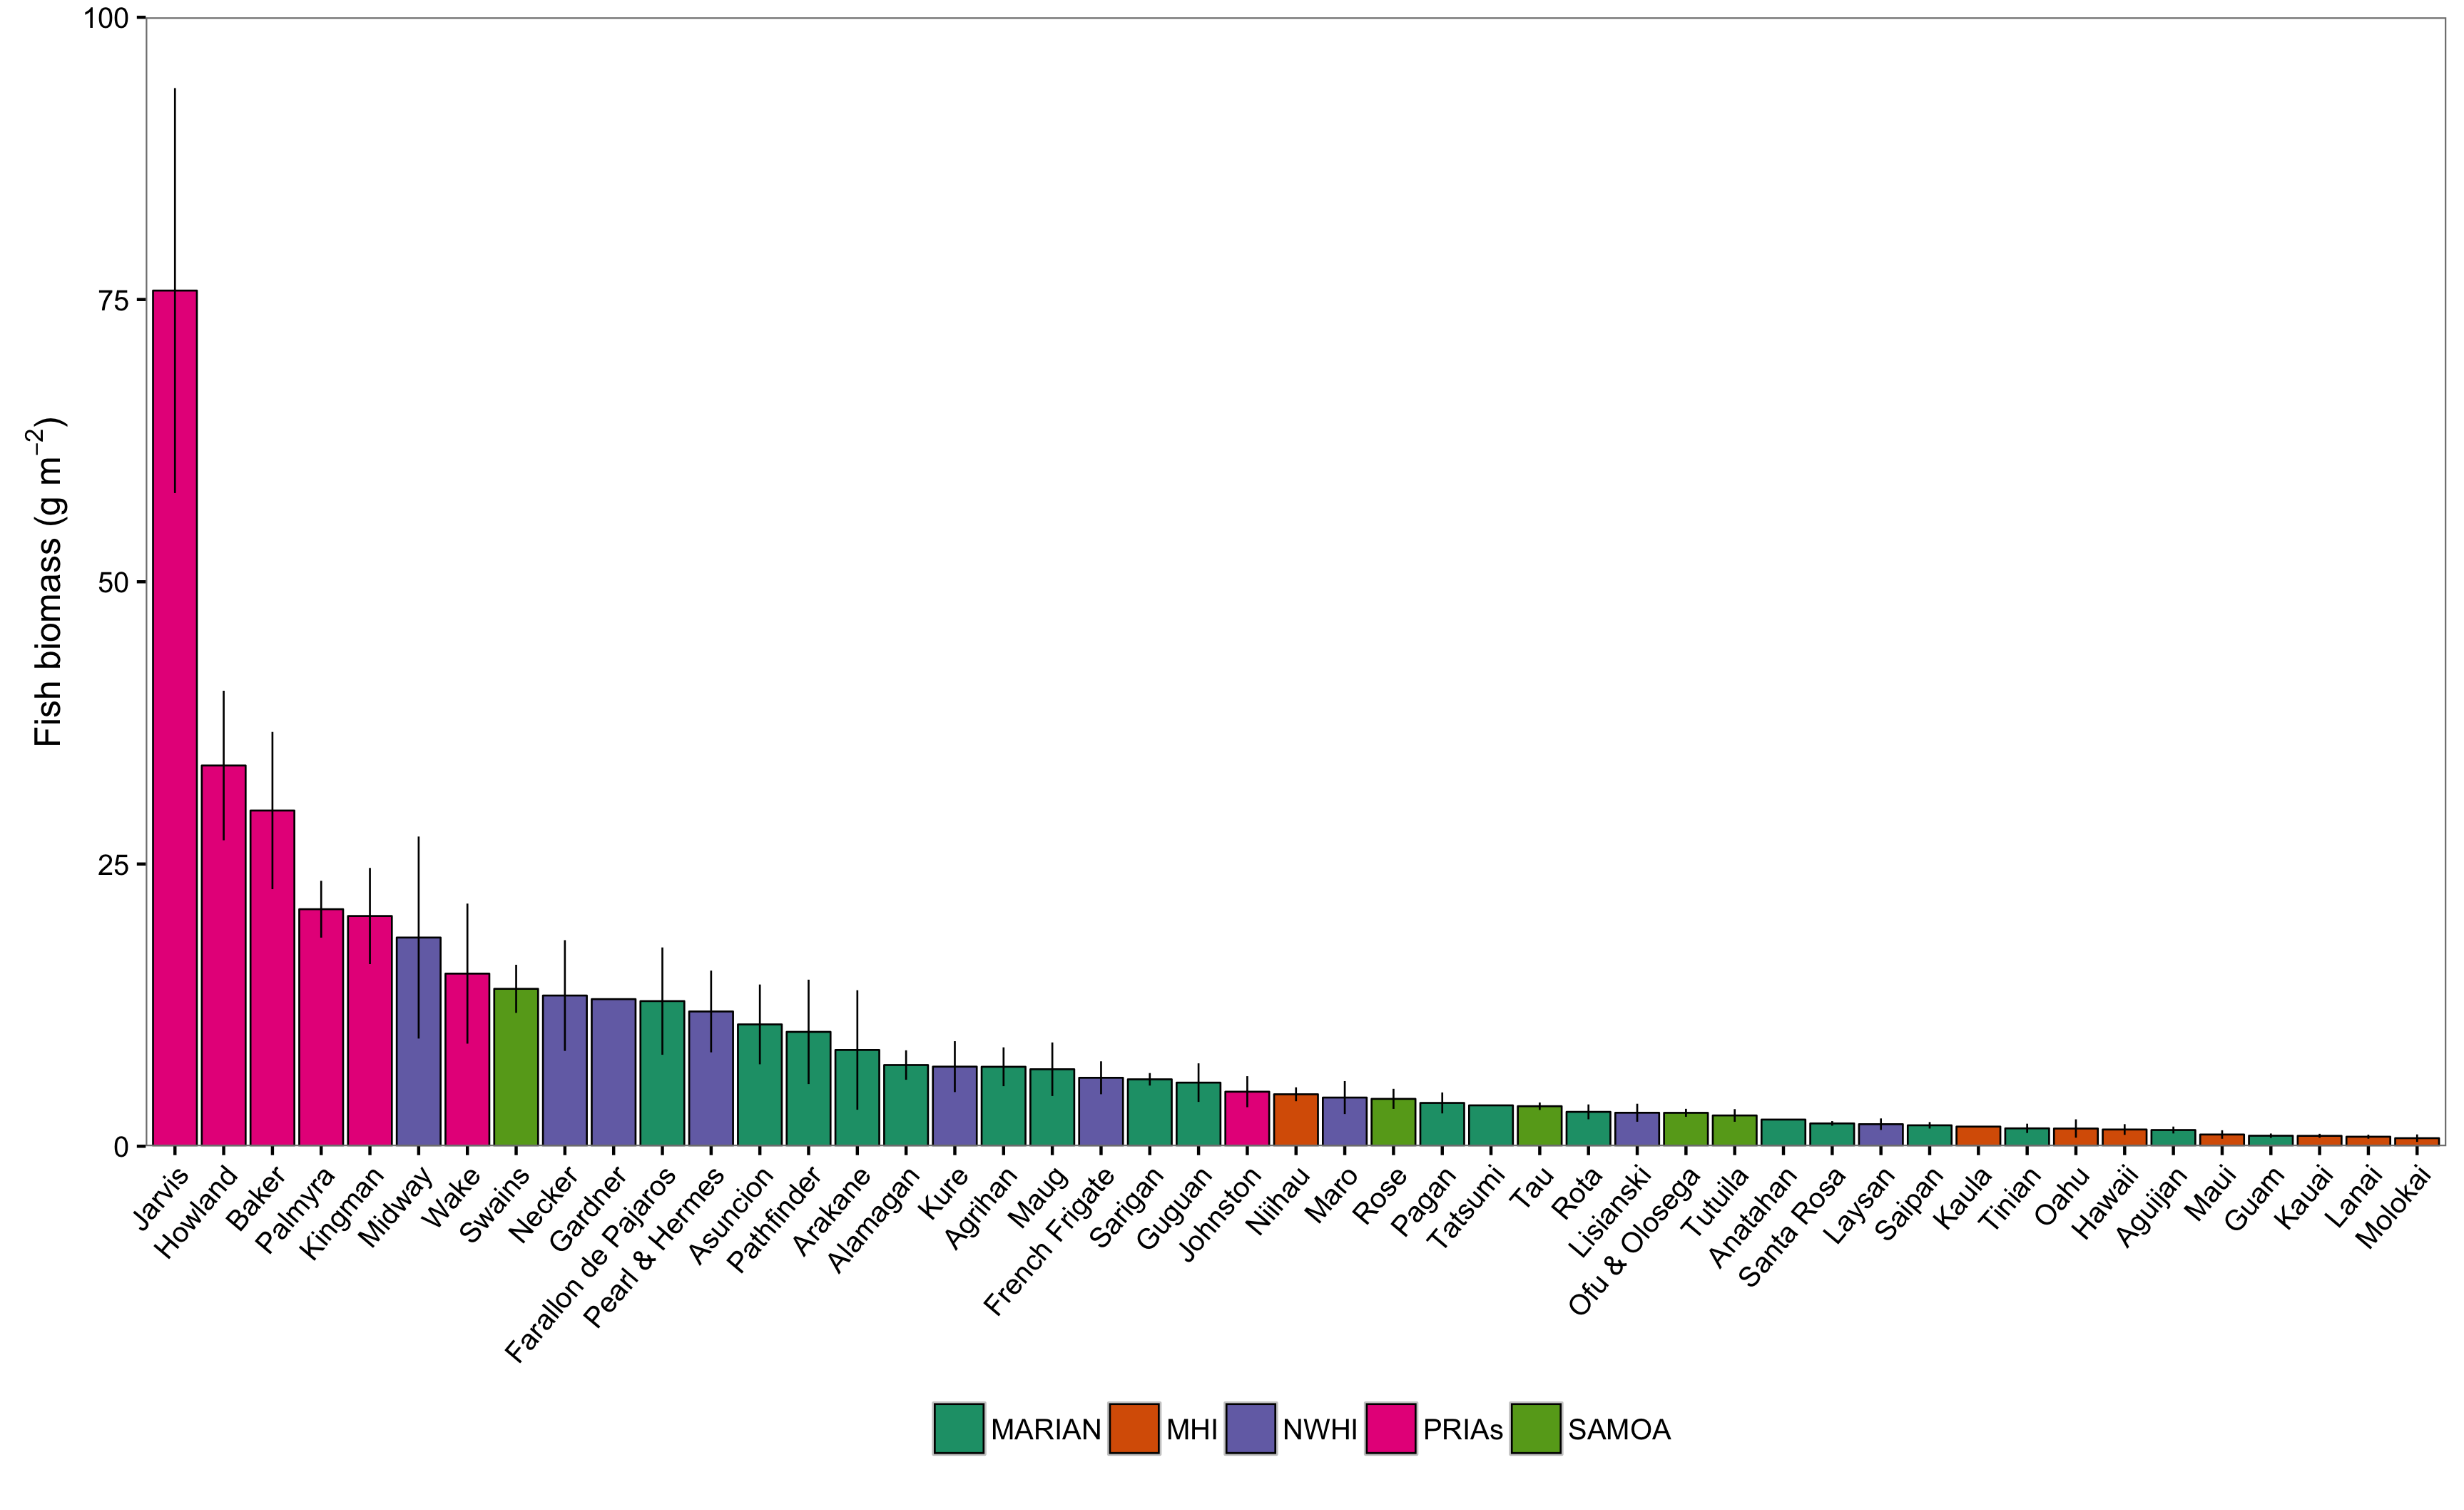 100
75
50
25
0
Fish biomass (g m⁻²)
Jarvis
Howland
Baker
Palmyra
Kingman
Midway
Wake
Swains
Necker
Gardner
Farallon de Pajaros
Pearl & Hermes
Asuncion
Pathfinder
Arakane
Alamagan
Kure
Agrihan
Maug
French Frigate
Sarigan
Guguan
Johnston
Niihau
Maro
Rose
Pagan
Tatsumi
Tau
Rota
Lisianski
Ofu & Olosega
Tutuila
Anatahan
Santa Rosa
Laysan
Saipan
Kaula
Tinian
Oahu
Hawaii
Aguijan
Maui
Guam
Kauai
Lanai
Molokai
MARIAN MHI NWHI PRIAs SAMOA